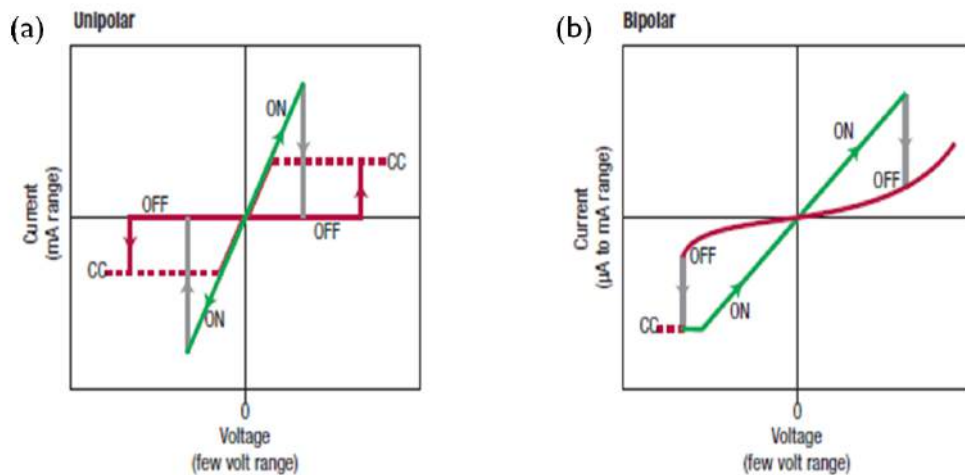 (a)
Unipolar
Current
(mA range)
ON
CC
OFF
OFF
CC
ON
0
Voltage
(few volt range)
(b)
Bipolar
Current
(µA to mA range)
ON
OFF
OFF
CC
ON
0
Voltage
(few volt range)